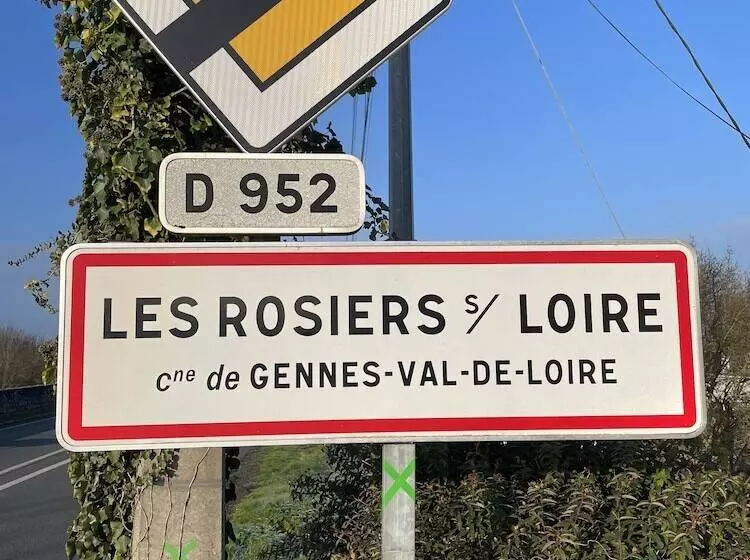 D 952
LES ROSIERS s/ LOIRE
cne de GENNES-VAL-DE-LOIRE